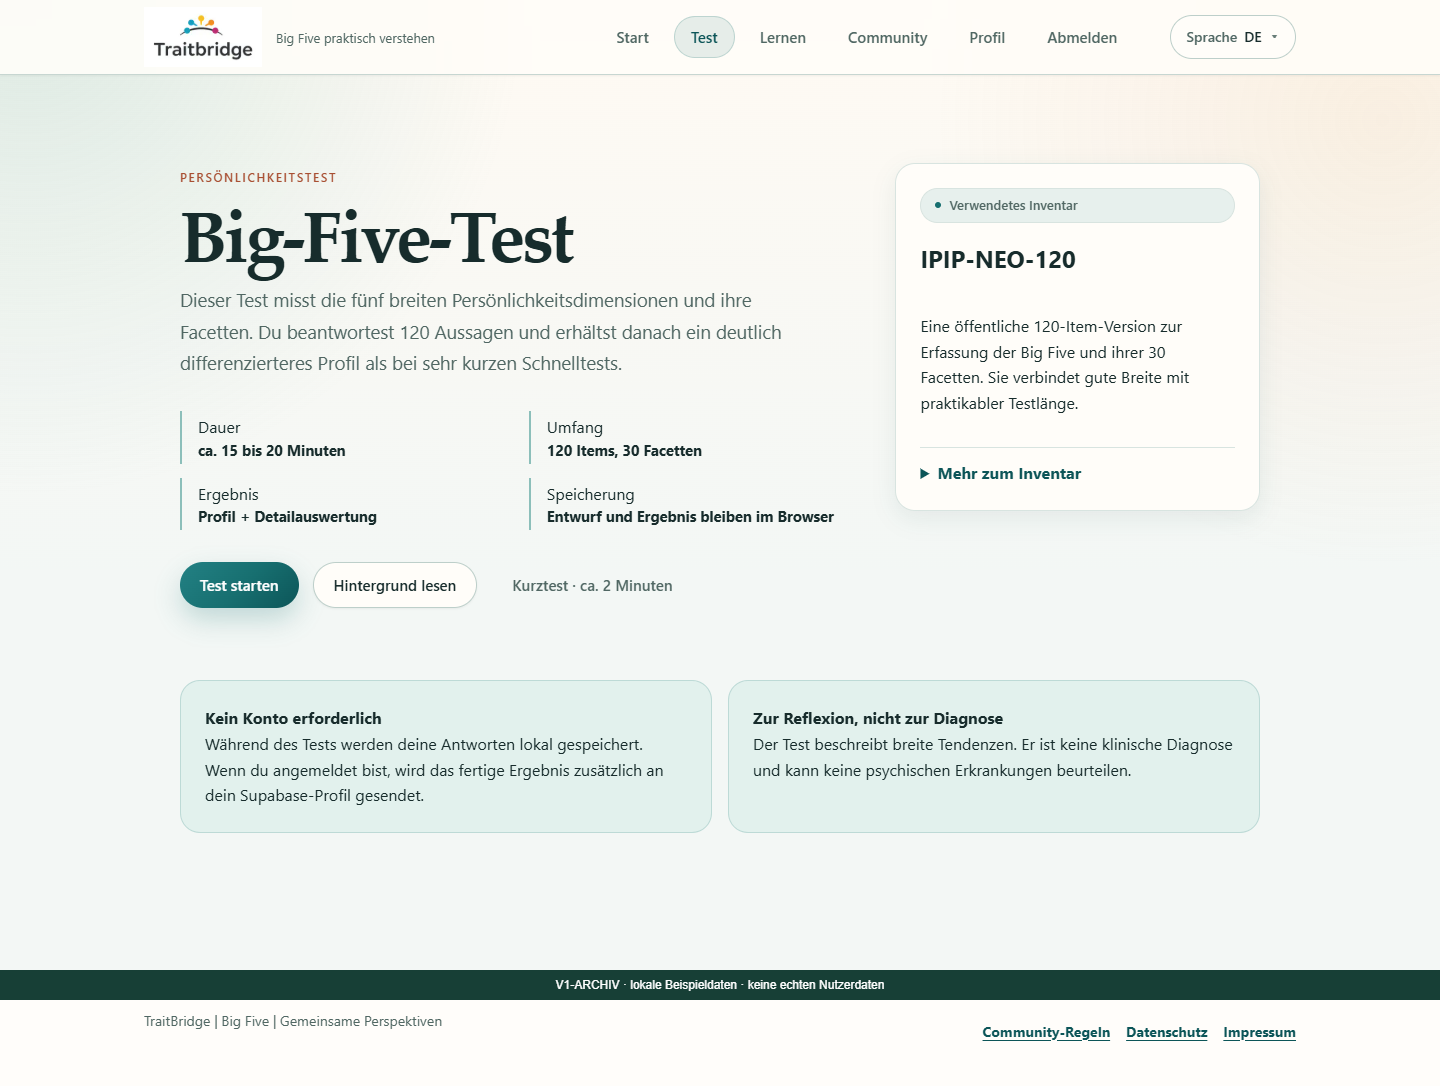 Traitbridge
Big Five praktisch verstehen
Start
Test
Lernen
Community
Profil
Abmelden
Sprache DE
PERSÖNLICHKEITSTEST
Big-Five-Test
Dieser Test misst die fünf breiten Persönlichkeitsdimensionen und ihre
Facetten. Du beantwortest 120 Aussagen und erhältst danach ein deutlich
differenzierteres Profil als bei sehr kurzen Schnelltests.
Dauer
ca. 15 bis 20 Minuten
Umfang
120 Items, 30 Facetten
Ergebnis
Profil + Detailauswertung
Speicherung
Entwurf und Ergebnis bleiben im Browser
Test starten
Hintergrund lesen
Kurztest · ca. 2 Minuten
Verwendetes Inventar
IPIP-NEO-120
Eine öffentliche 120-Item-Version zur
Erfassung der Big Five und ihrer 30
Facetten. Sie verbindet gute Breite mit
praktikabler Testlänge.
Mehr zum Inventar
Kein Konto erforderlich
Während des Tests werden deine Antworten lokal gespeichert.
Wenn du angemeldet bist, wird das fertige Ergebnis zusätzlich an
dein Supabase-Profil gesendet.
Zur Reflexion, nicht zur Diagnose
Der Test beschreibt breite Tendenzen. Er ist keine klinische Diagnose
und kann keine psychischen Erkrankungen beurteilen.
V1-ARCHIV · lokale Beispieldaten · keine echten Nutzerdaten
TraitBridge | Big Five | Gemeinsame Perspektiven
Community-Regeln
Datenschutz
Impressum